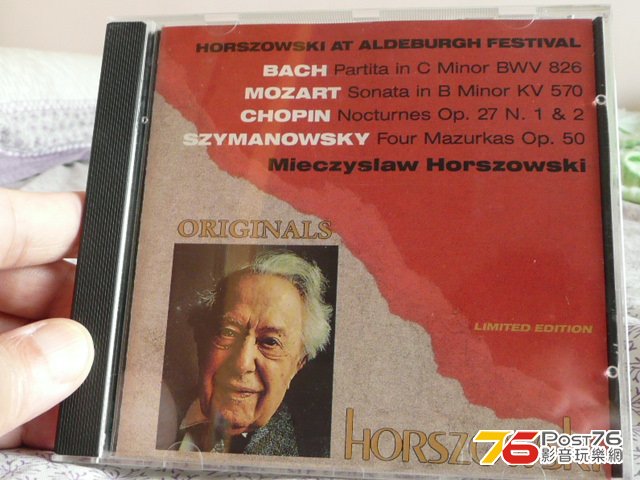 HORSZOWSKI AT ALDEBURGH FESTIVAL
BACH Partita in C Minor BWV 826
MOZART Sonata in B Minor KV 570
CHOPIN Nocturnes Op. 27 N. 1 & 2
SZYMANOWSKY Four Mazurkas Op. 50
Mieczyslaw Horszowski
ORIGINALS
LIMITED EDITION
HORSZOWSKI
76 Post76
影音玩樂網